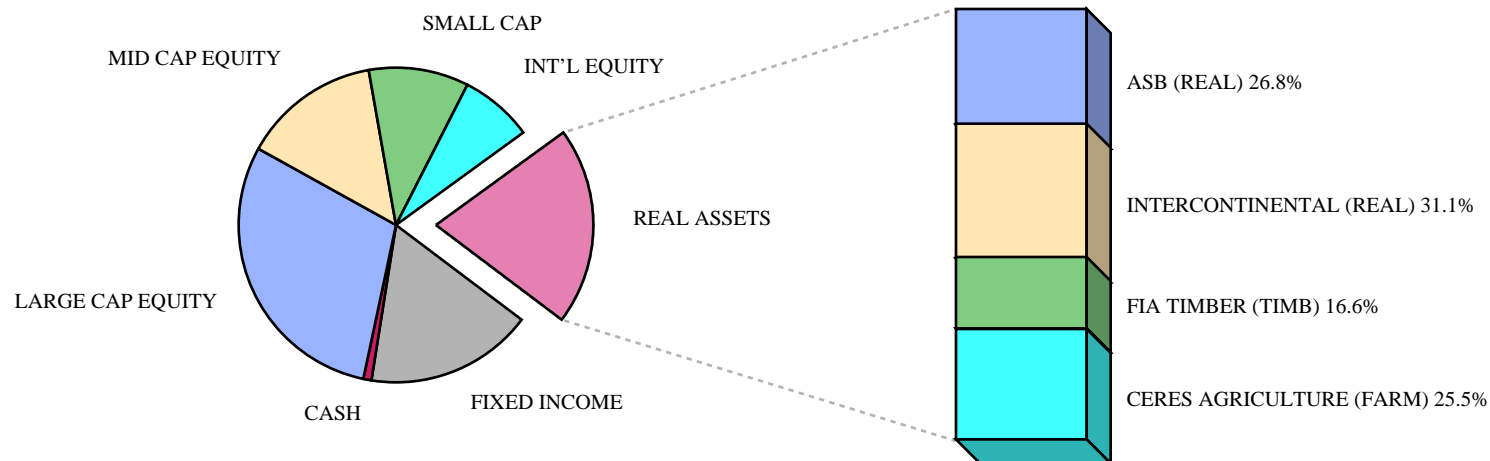 SMALL CAP
MID CAP EQUITY
INT'L EQUITY
REAL ASSETS
LARGE CAP EQUITY
CASH
FIXED INCOME
ASB (REAL) 26.8%
INTERCONTINENTAL (REAL) 31.1%
FIA TIMBER (TIMB) 16.6%
CERES AGRICULTURE (FARM) 25.5%